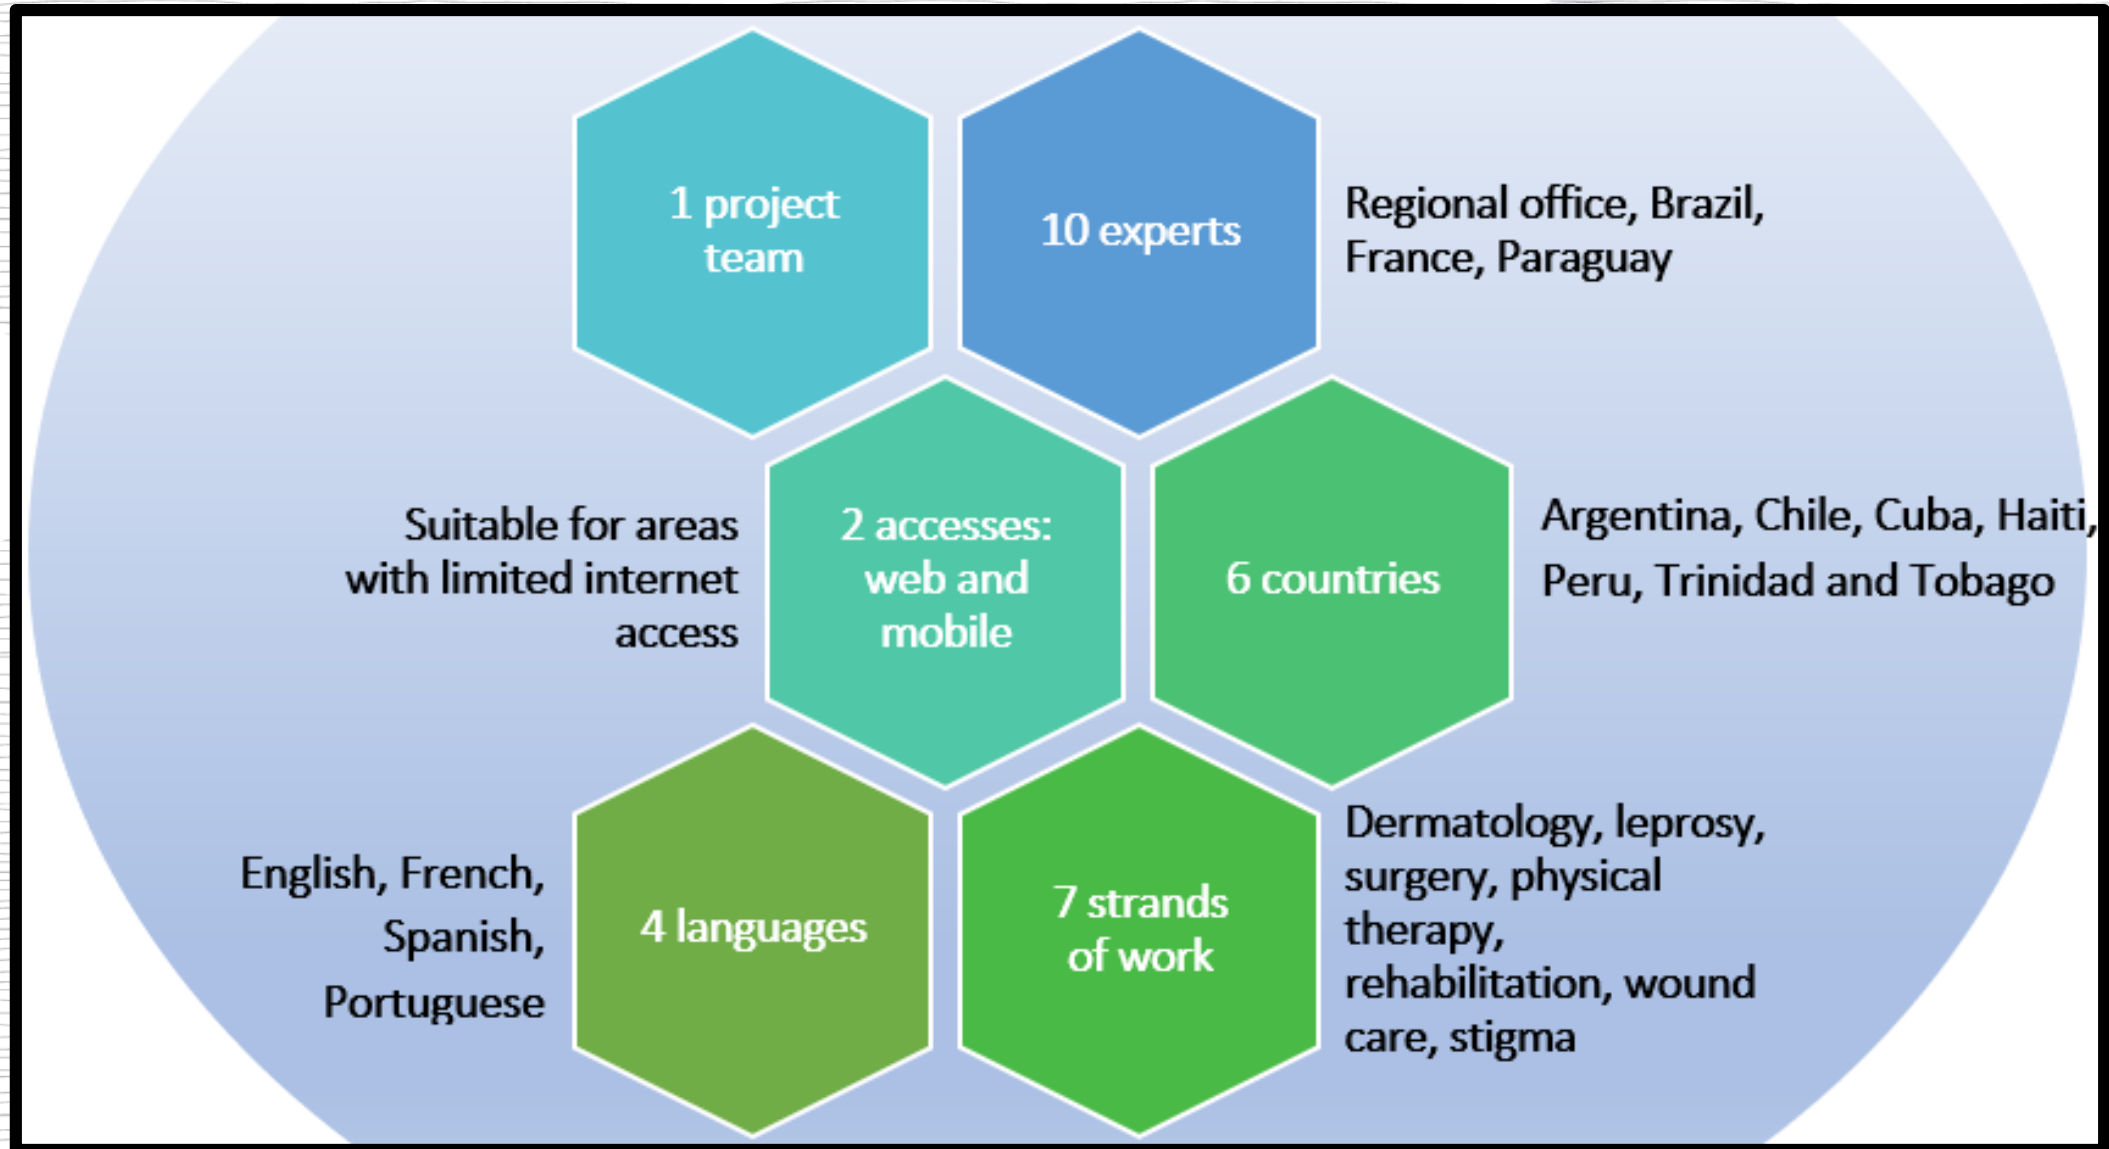 1 project
team
10 experts
Regional office, Brazil,
France, Paraguay
Suitable for areas
with limited internet
access
2 accesses:
web and
mobile
6 countries
Argentina, Chile, Cuba, Haiti,
Peru, Trinidad and Tobago
English, French,
Spanish,
Portuguese
4 languages
7 strands
of work
Dermatology, leprosy,
surgery, physical
therapy,
rehabilitation, wound
care, stigma